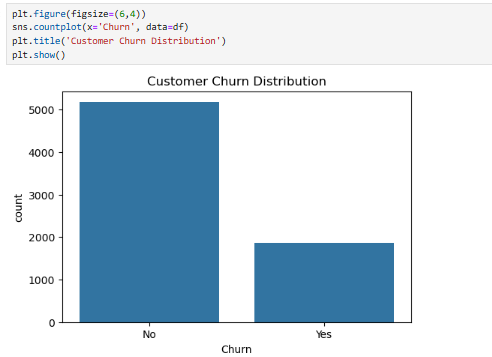 plt.figure(figsize=(6,4))
sns.countplot(x='Churn', data=df)
plt.title('Customer Churn Distribution')
plt.show()
Customer Churn Distribution
5000
4000
3000
2000
1000
0
count
No Yes
Churn